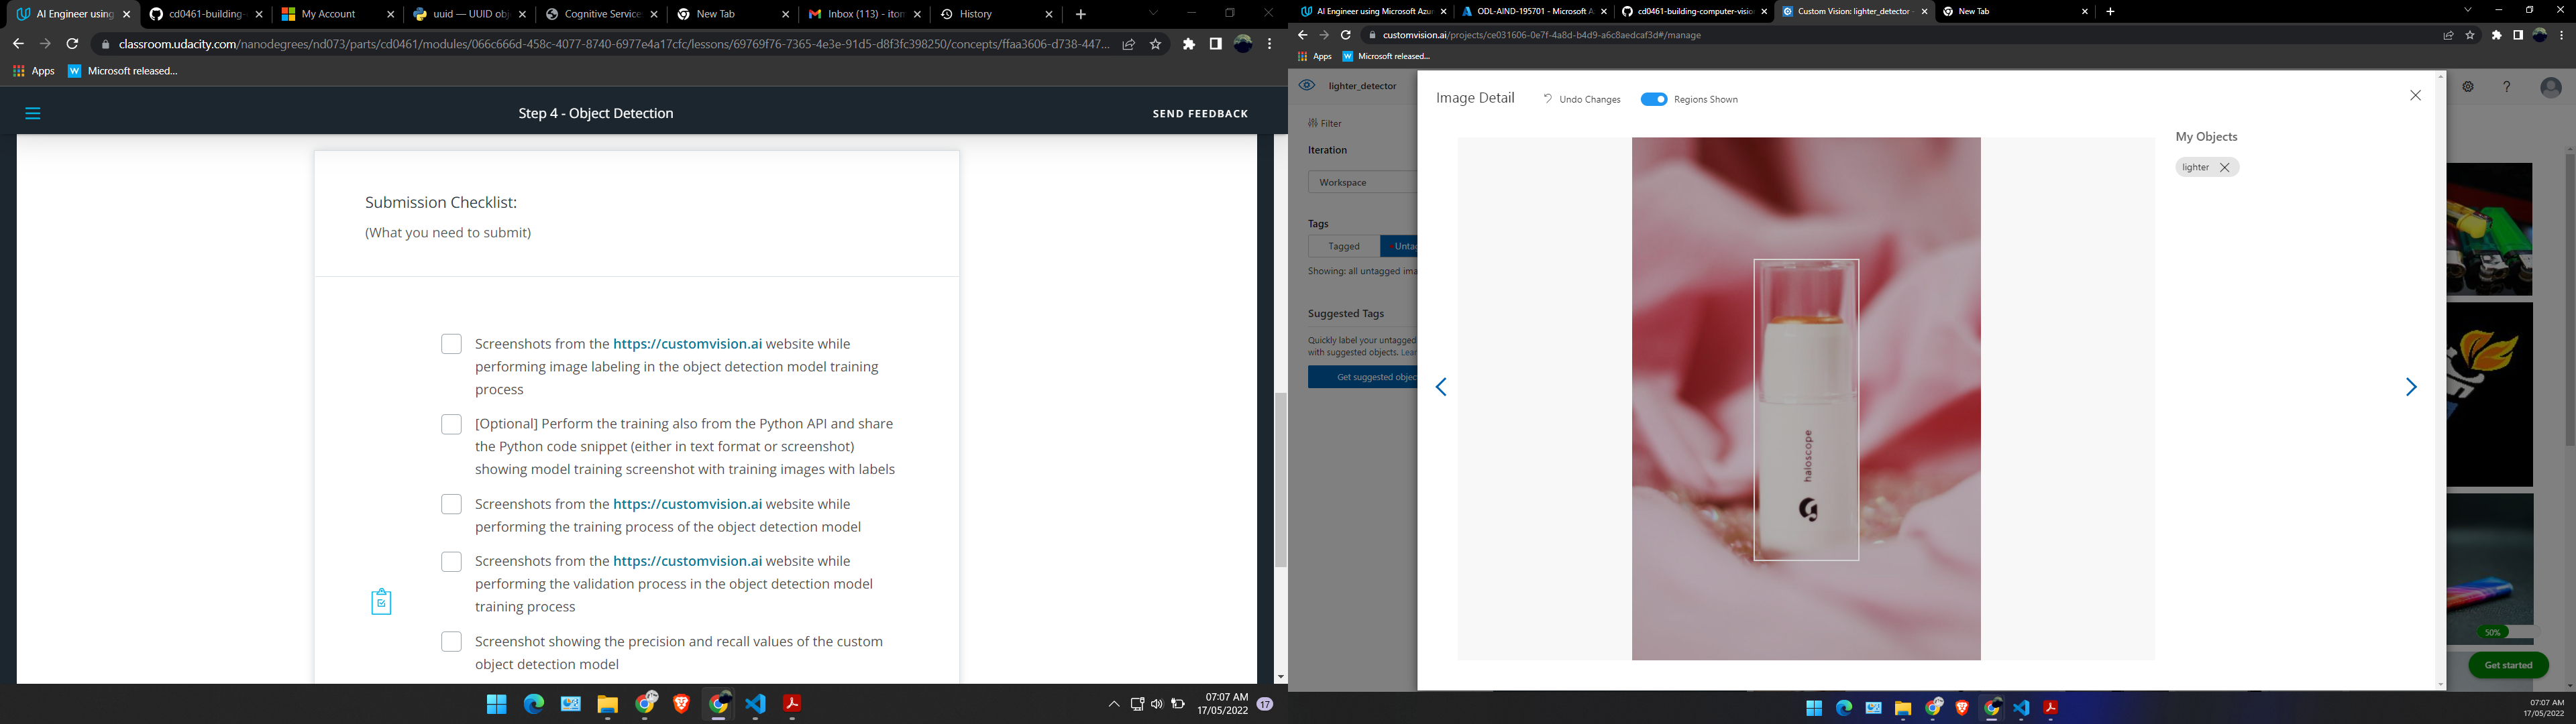 AI Engineer using
cd0461-building-
My Account
uuid — UUID obj
Cognitive Service
New Tab
Inbox (113) - itom
History
classroom.udacity.com/nanodegrees/nd073/parts/cd0461/modules/066c666d-458c-4077-8740-6977e4a17cfc/lessons/69769f76-7365-4e3e-91d5-d8f3fc398250/concepts/ffaa3606-d738-447...
Apps
Microsoft released...
Step 4 - Object Detection
SEND FEEDBACK
Submission Checklist:
(What you need to submit)
Screenshots from the https://customvision.ai website while
performing image labeling in the object detection model training
process
[Optional] Perform the training also from the Python API and share
the Python code snippet (either in text format or screenshot)
showing model training screenshot with training images with labels
Screenshots from the https://customvision.ai website while
performing the training process of the object detection model
Screenshots from the https://customvision.ai website while
performing the validation process in the object detection model
training process
Screenshot showing the precision and recall values of the custom
object detection model
07:07 AM
17/05/2022
17
AI Engineer using Microsoft Azur
ODL-AIND-195701 - Microsoft A
cd0461-building-computer-visio
Custom Vision: lighter_detector -
New Tab
customvision.ai/projects/ce031606-0e7f-4a8d-b4d9-a6c8aedcaf3d#/manage
Apps
Microsoft released...
lighter_detector
Image Detail
Undo Changes
Regions Shown
Filter
Iteration
Workspace
Tags
Tagged
Untag
Showing: all untagged ima
Suggested Tags
Quickly label your untagged
with suggested objects. Lear
Get suggested objec
My Objects
lighter
haloscope
50%
Get started
07:07 AM
17/05/2022